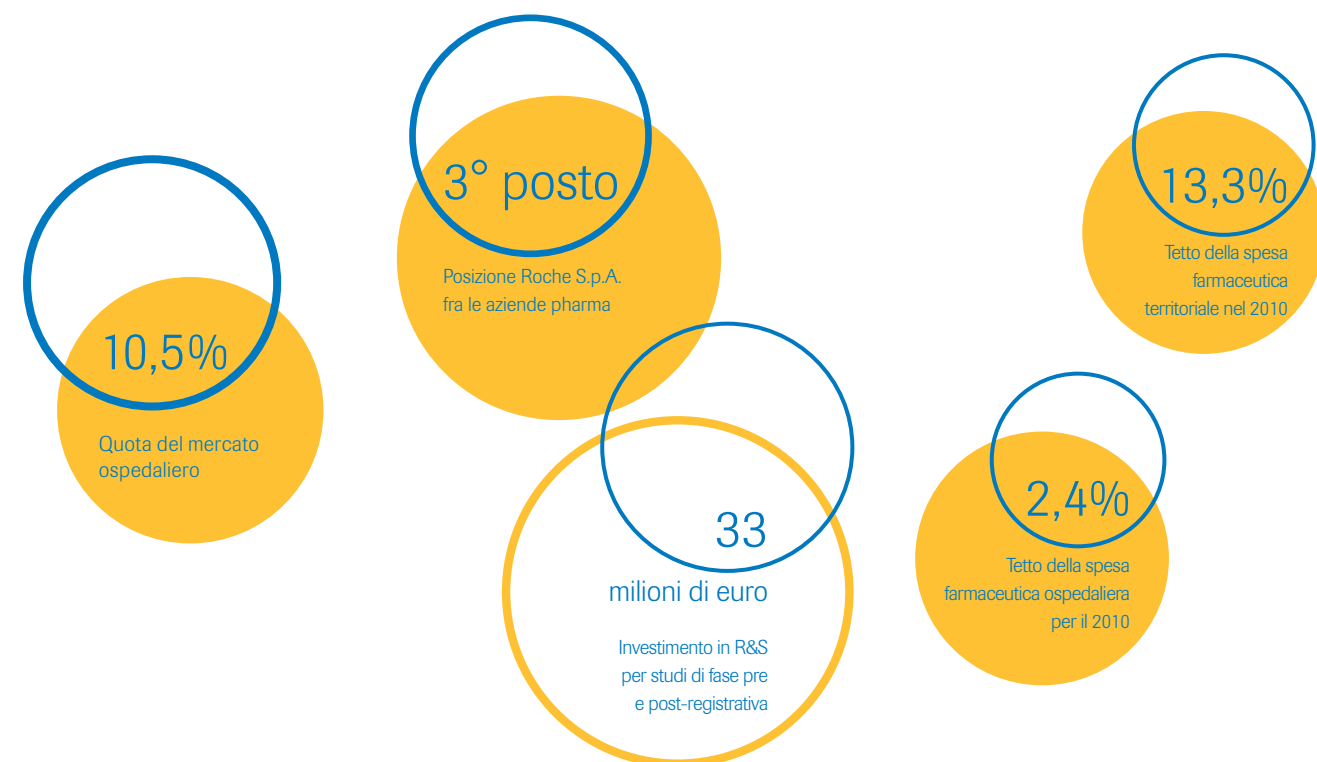 10,5%
Quota del mercato
ospedaliero
3° posto
Posizione Roche S.p.A.
fra le aziende pharma
33
milioni di euro
Investimento in R&S
per studi di fase pre
e post-registrativa
13,3%
Tetto della spesa
farmaceutica
territoriale nel 2010
2,4%
Tetto della spesa
farmaceutica ospedaliera
per il 2010